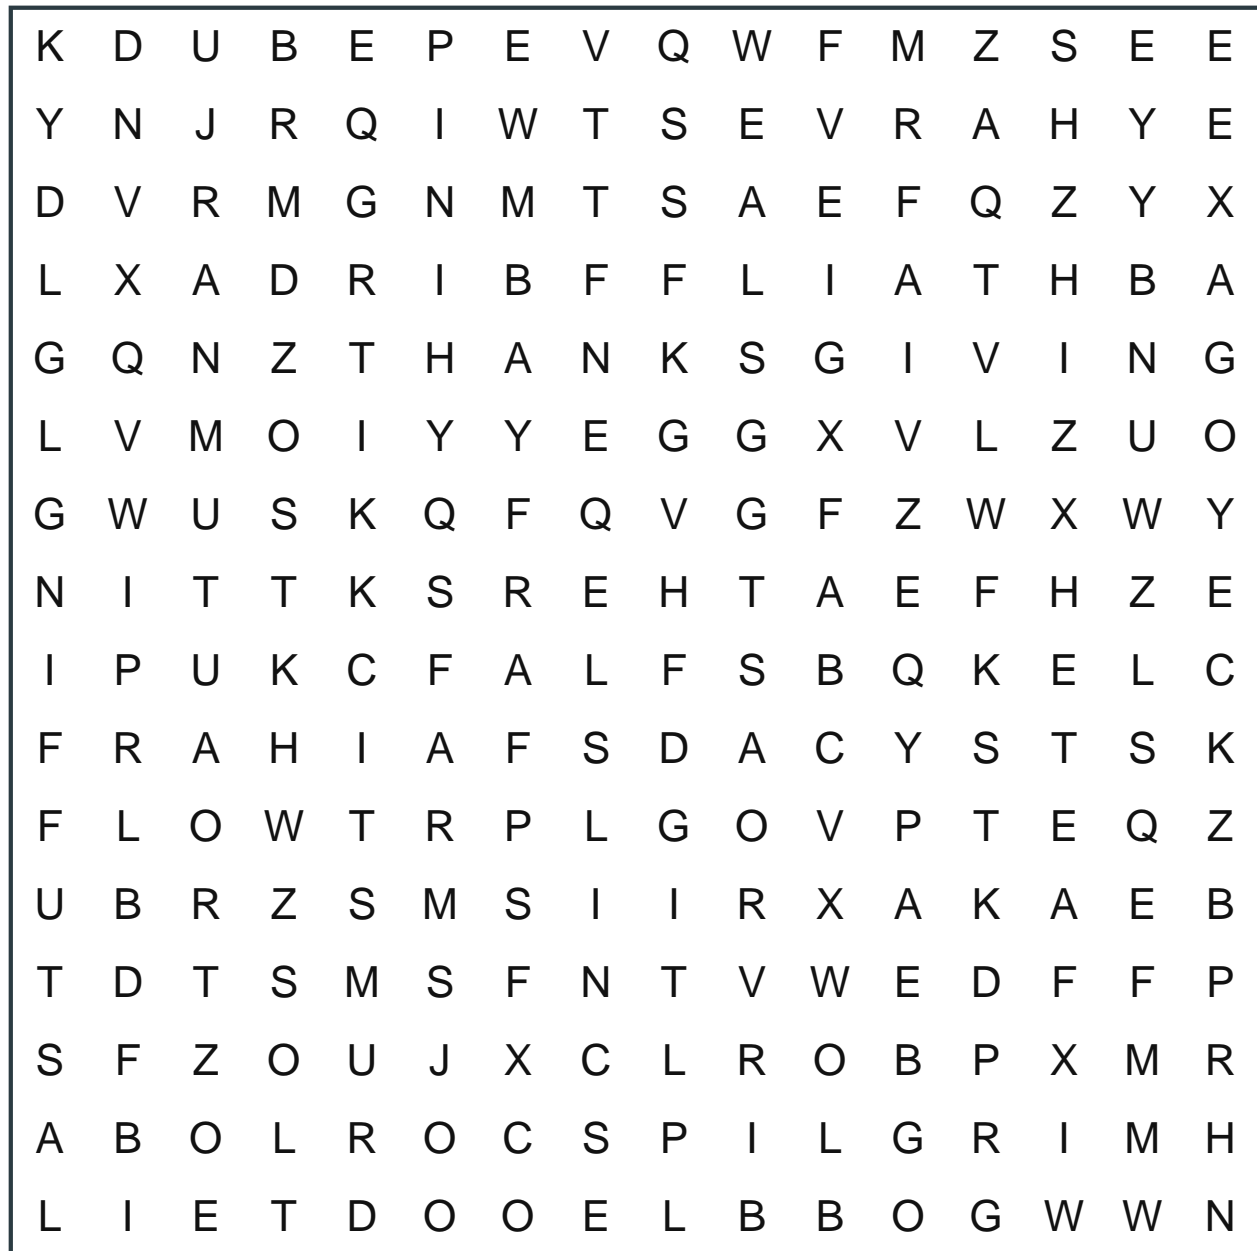 K D U B E P E V Q W F M Z S E E
Y N J R Q I W T S E V R A H Y E
D V R M G N M T S A E F Q Z Y X
L X A D R I B F F L I A T H B A
G Q N Z T H A N K S G I V I N G
L V M O I Y Y E G G X V L Z U O
G W U S K Q F Q V G F Z W X W Y
N I T T K S R E H T A E F H Z E
I P U K C F A L F S B Q K E L C
F R A H I A F S D A C Y S T S K
F L O W T R P L G O V P T E Q Z
U B R Z S M S I I R X A K A E B
T D T S M S F N T V W E D F F P
S F Z O U J X C L R O B P X M R
A B O L R O C S P I L G R I M H
L I E T D O O E L B B O G W W N